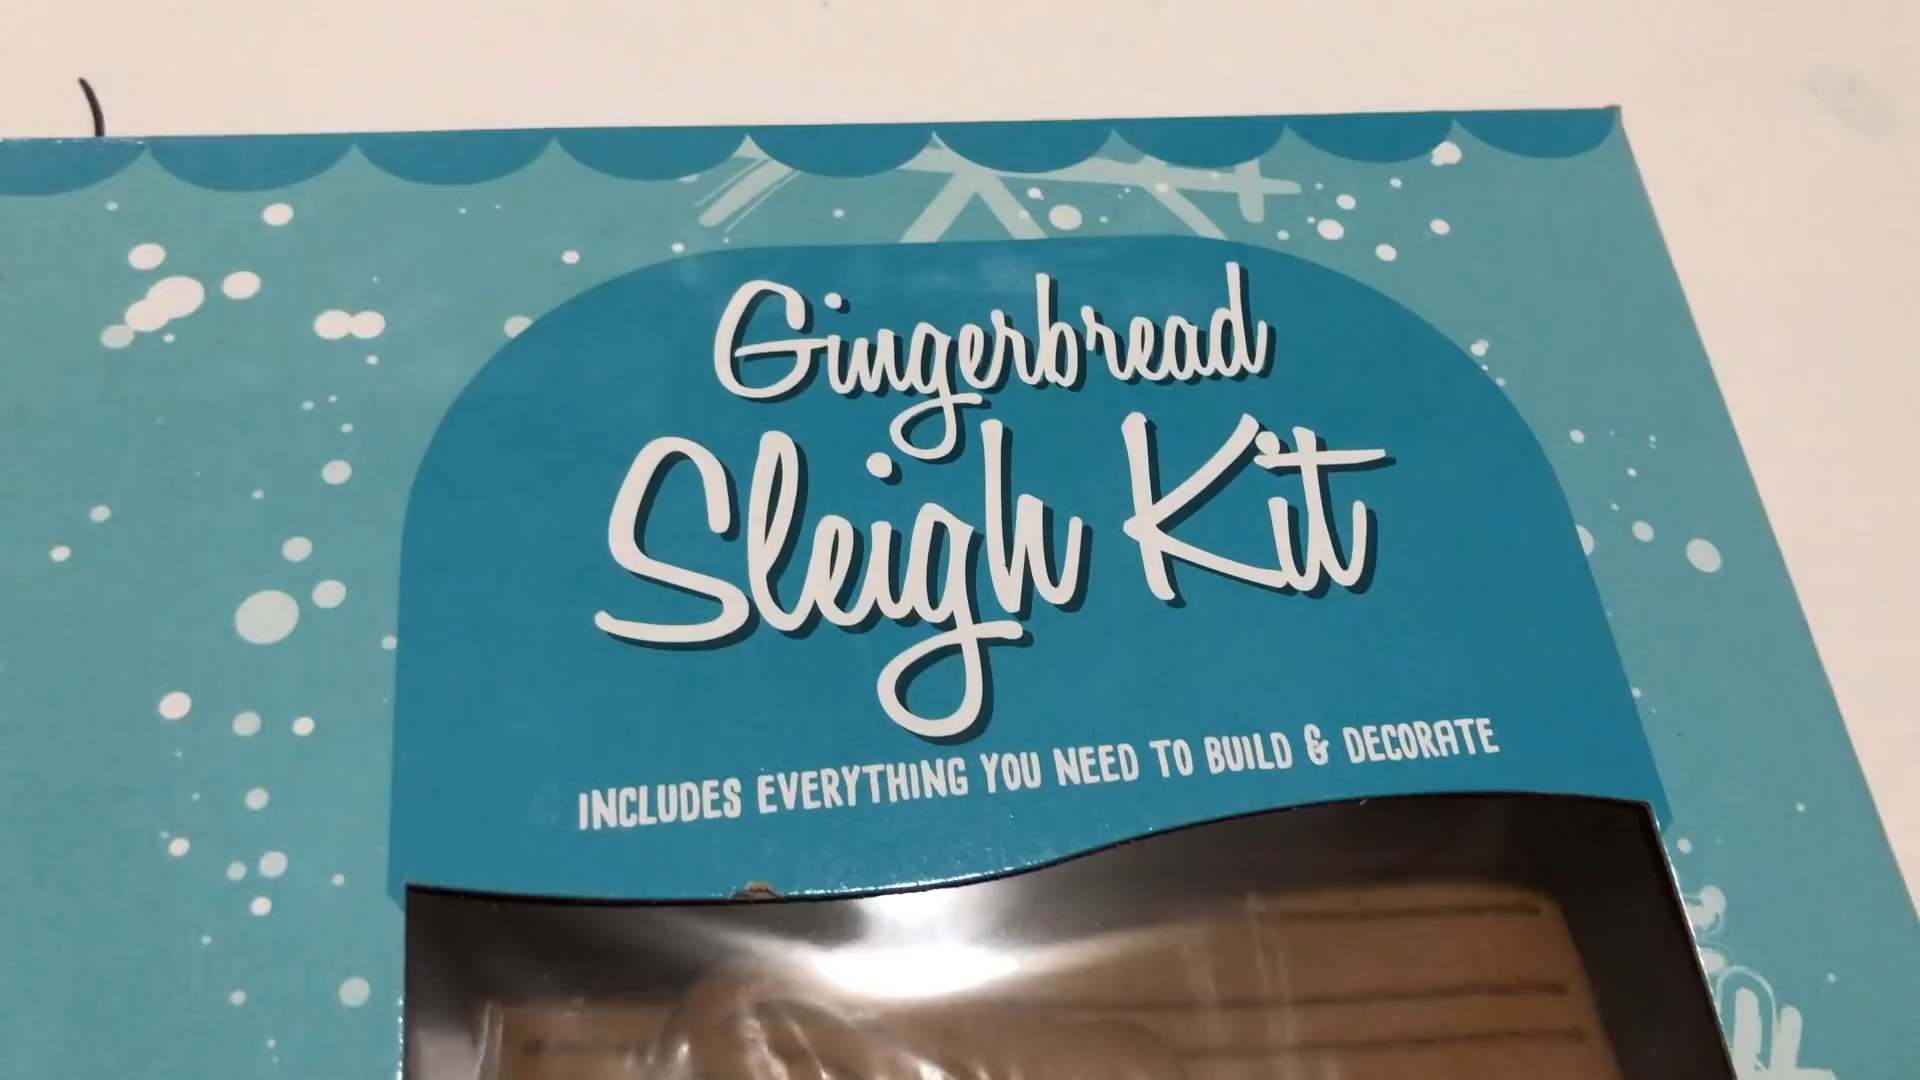 Gingerbread
Sleigh Kit
INCLUDES EVERYTHING YOU NEED TO BUILD & DECORATE